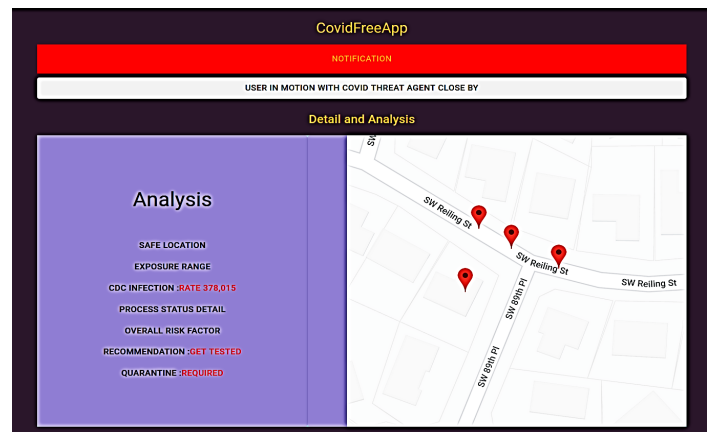 CovidFreeApp
NOTIFICATION
USER IN MOTION WITH COVID THREAT AGENT CLOSE BY
Detail and Analysis
Analysis
SAFE LOCATION
EXPOSURE RANGE
CDC INFECTION :RATE 378,015
PROCESS STATUS DETAIL
OVERALL RISK FACTOR
RECOMMENDATION :GET TESTED
QUARANTINE :REQUIRED
SW
SW Reiling St
SW Reiling St
SW Reiling St
SW 89th Pl
SW 89th Pl